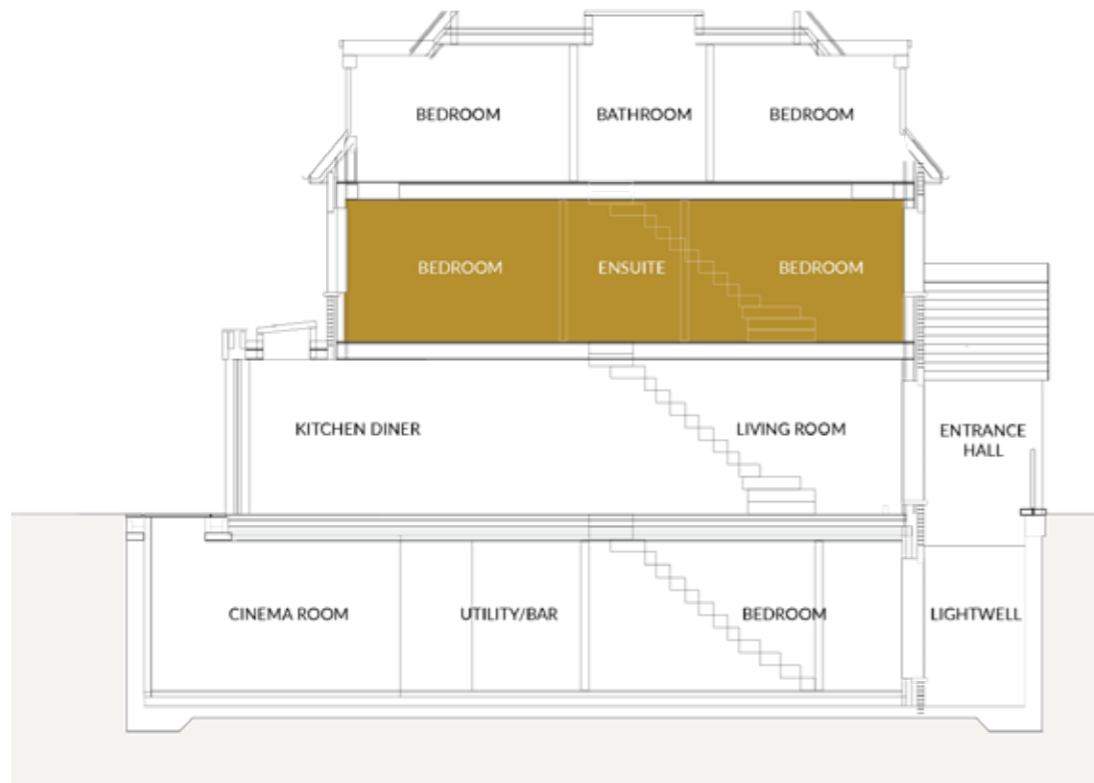 BEDROOM
BATHROOM
BEDROOM
BEDROOM
ENSUITE
BEDROOM
KITCHEN DINER
LIVING ROOM
ENTRANCE
HALL
CINEMA ROOM
UTILITY/BAR
BEDROOM
LIGHTWELL